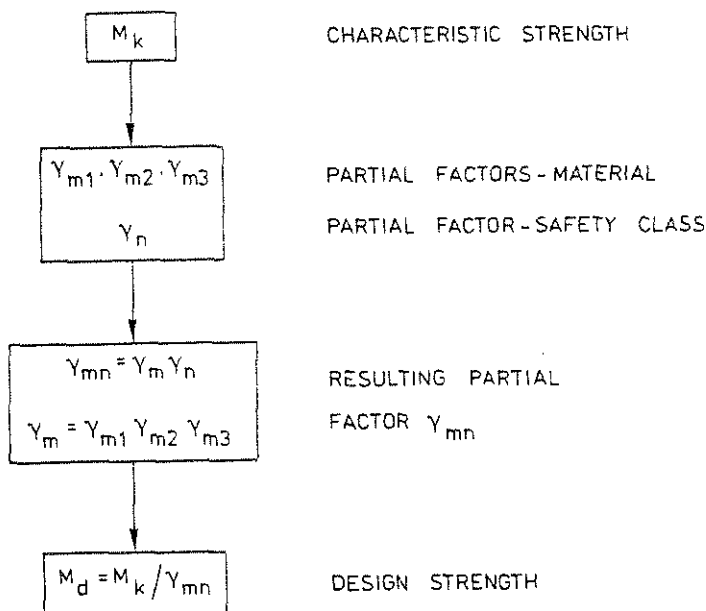 M_k CHARACTERISTIC STRENGTH
γ_m1 . γ_m2 . γ_m3 PARTIAL FACTORS - MATERIAL
γ_n PARTIAL FACTOR - SAFETY CLASS
γ_mn = γ_m γ_n RESULTING PARTIAL
γ_m = γ_m1 γ_m2 γ_m3 FACTOR γ_mn
M_d = M_k / γ_mn DESIGN STRENGTH